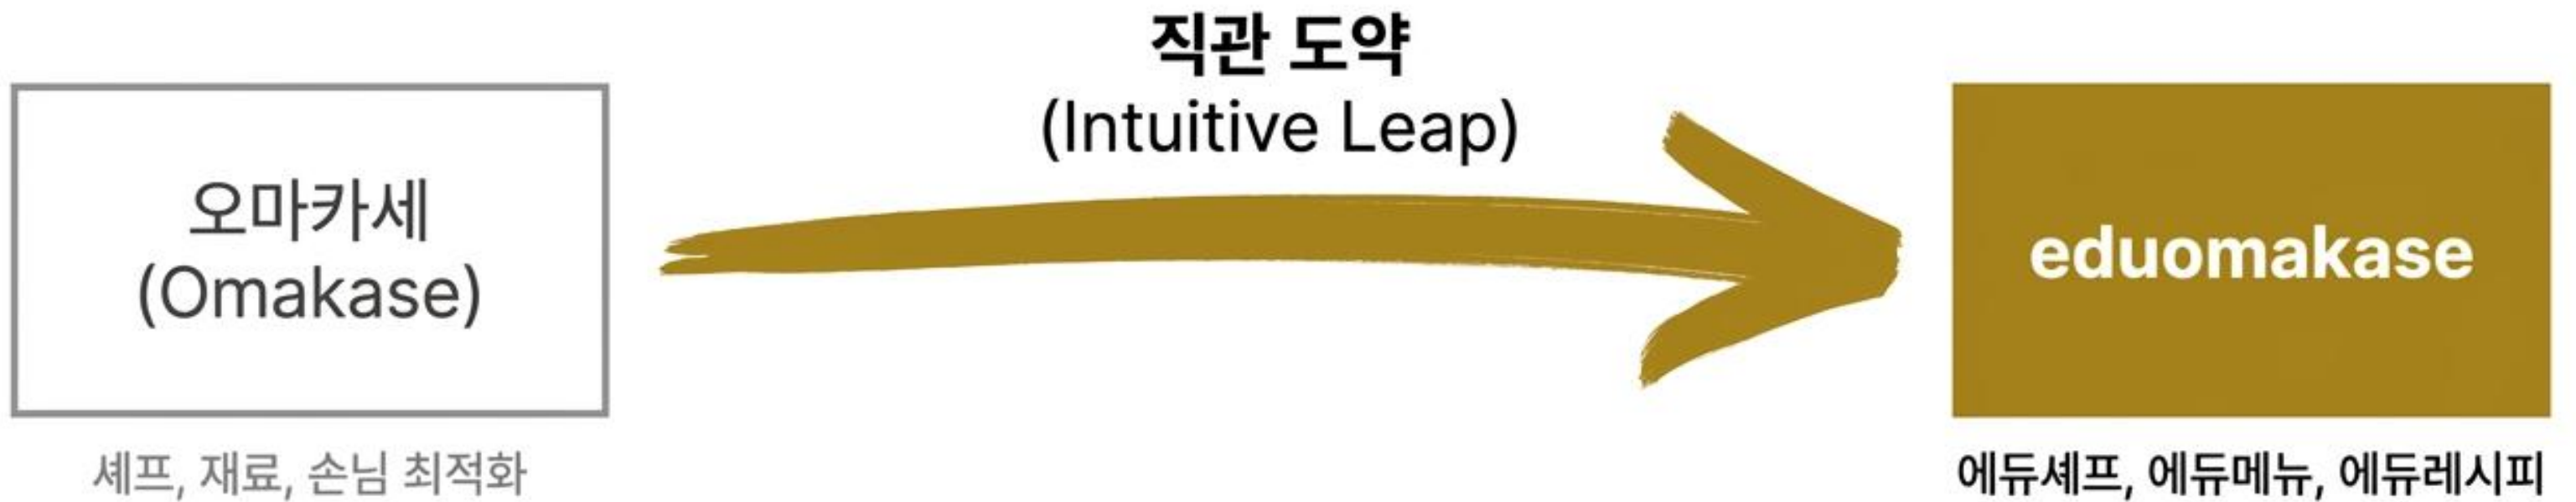 직관 도약
(Intuitive Leap)
오마카세
(Omakase)
셰프, 재료, 손님 최적화
eduomakase
에듀셰프, 에듀메뉴, 에듀레시피